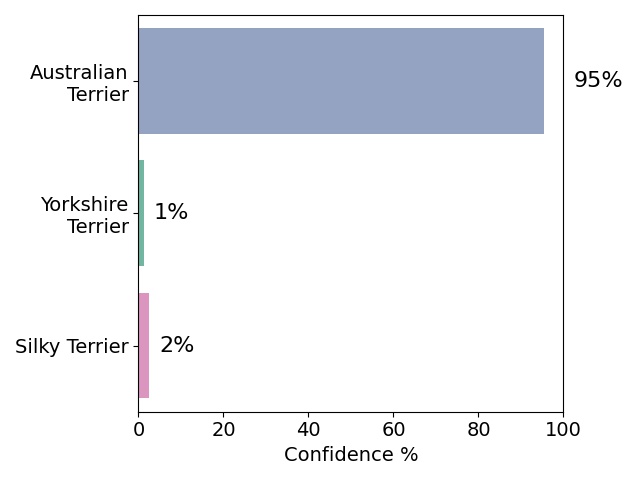 Australian
Terrier
95%
Yorkshire
Terrier
1%
Silky Terrier
2%
0 20 40 60 80 100
Confidence %